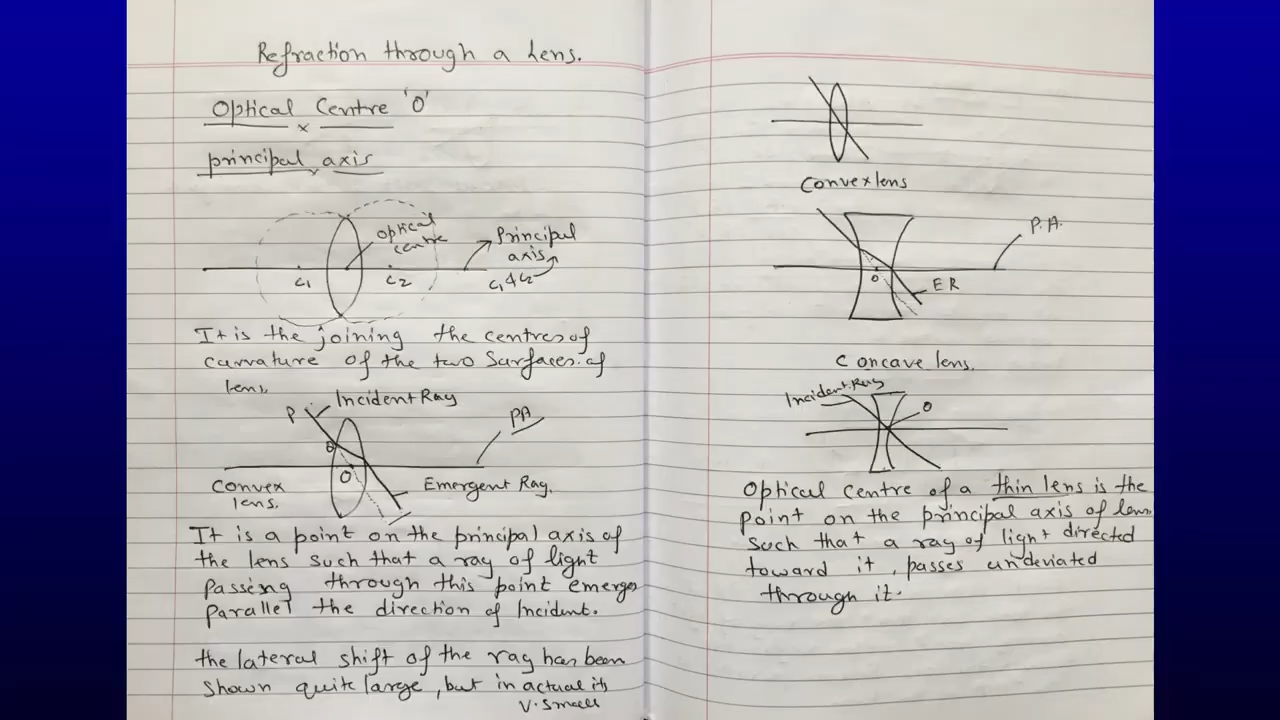 Refraction through a Lens.
Optical Centre 'O'
principal axis
optical
centre
Principal
axis
C1 & C2
C1
C2
It is the joining the centres of
curvature of the two Surfaces of
lens.
P
Incident Ray
PA
O
Convex
lens.
Emergent Ray.
It is a point on the principal axis of
the lens such that a ray of light
passing through this point emerges
parallel the direction of Incident.
the lateral shift of the ray has been
shown quite large, but in actual its
v. small
Convex lens
P.A.
O
ER
Concave lens.
Incident Ray
O
Optical centre of a thin lens is the
point on the principal axis of lens
such that a ray of light directed
toward it, passes undeviated
through it.